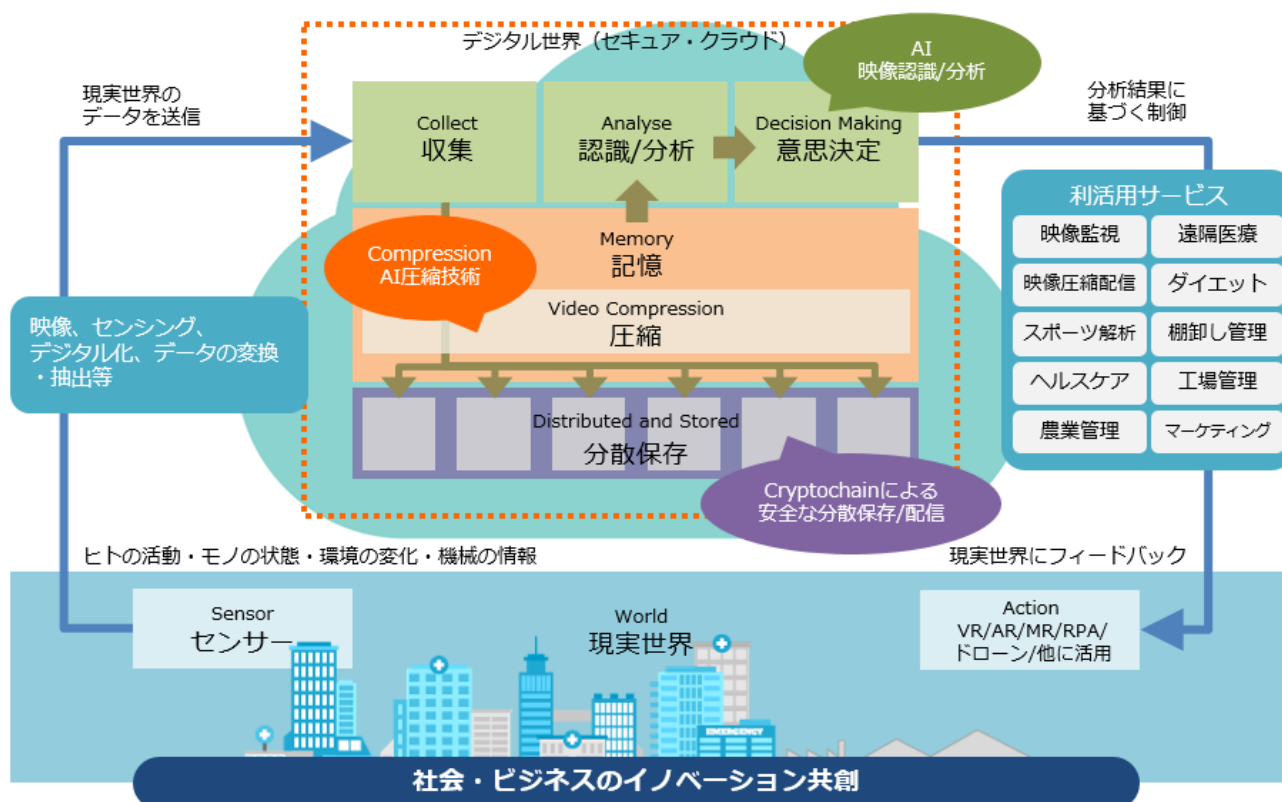 デジタル世界（セキュア・クラウド）
AI
映像認識/分析
現実世界の
データを送信
分析結果に
基づく制御
Collect
収集
Analyse
認識/分析
Decision Making
意思決定
利活用サービス
映像監視
遠隔医療
映像圧縮配信
ダイエット
スポーツ解析
棚卸し管理
ヘルスケア
工場管理
農業管理
マーケティング
Compression
AI圧縮技術
Memory
記憶
Video Compression
圧縮
映像、センシング、
デジタル化、データの変換
・抽出等
Distributed and Stored
分散保存
Cryptochainによる
安全な分散保存/配信
ヒトの活動・モノの状態・環境の変化・機械の情報
現実世界にフィードバック
Sensor
センサー
World
現実世界
Action
VR/AR/MR/RPA/
ドローン/他に活用
EMERGENCY
社会・ビジネスのイノベーション共創